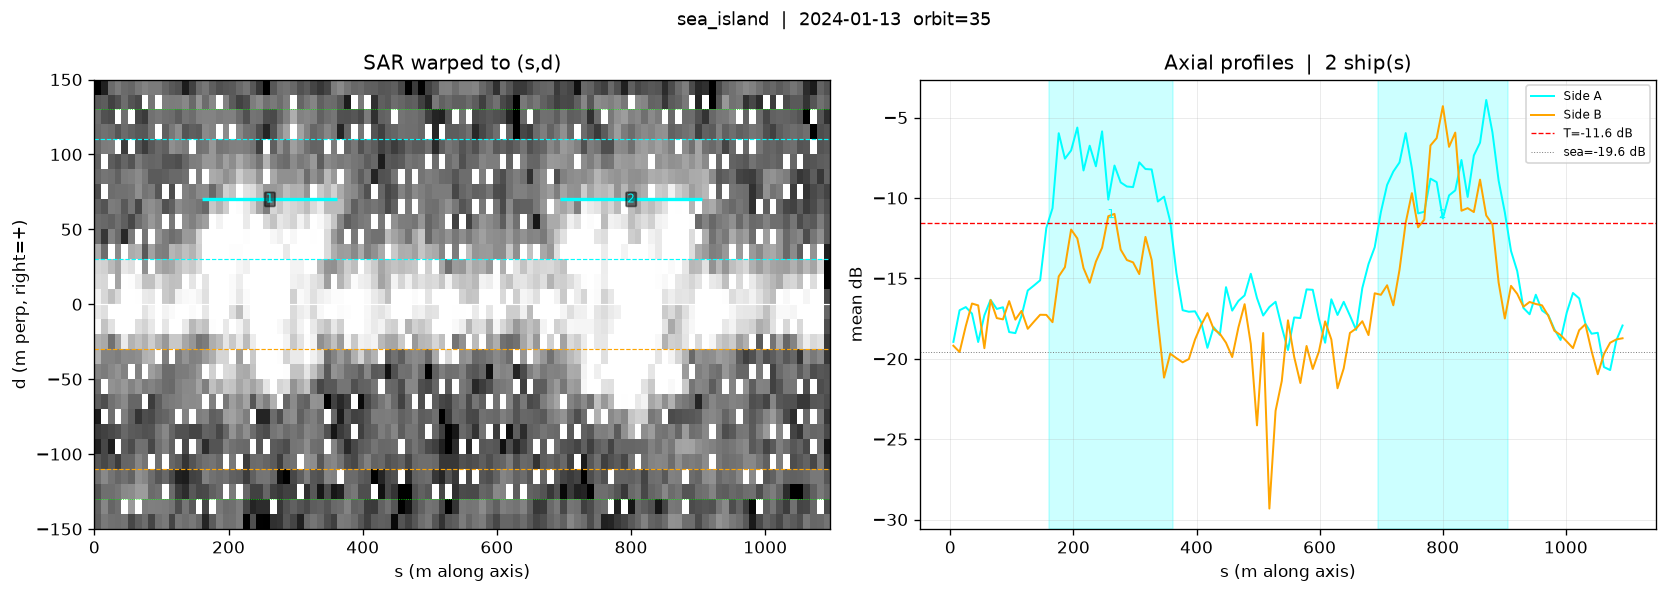 sea_island | 2024-01-13 orbit=35
SAR warped to (s,d)
150
100
50
0
−50
−100
−150
d (m perp, right=+)
1
2
0 200 400 600 800 1000
s (m along axis)
Axial profiles | 2 ship(s)
−5
−10
−15
−20
−25
−30
mean dB
Side A
Side B
T=-11.6 dB
sea=-19.6 dB
1
0 200 400 600 800 1000
s (m along axis)